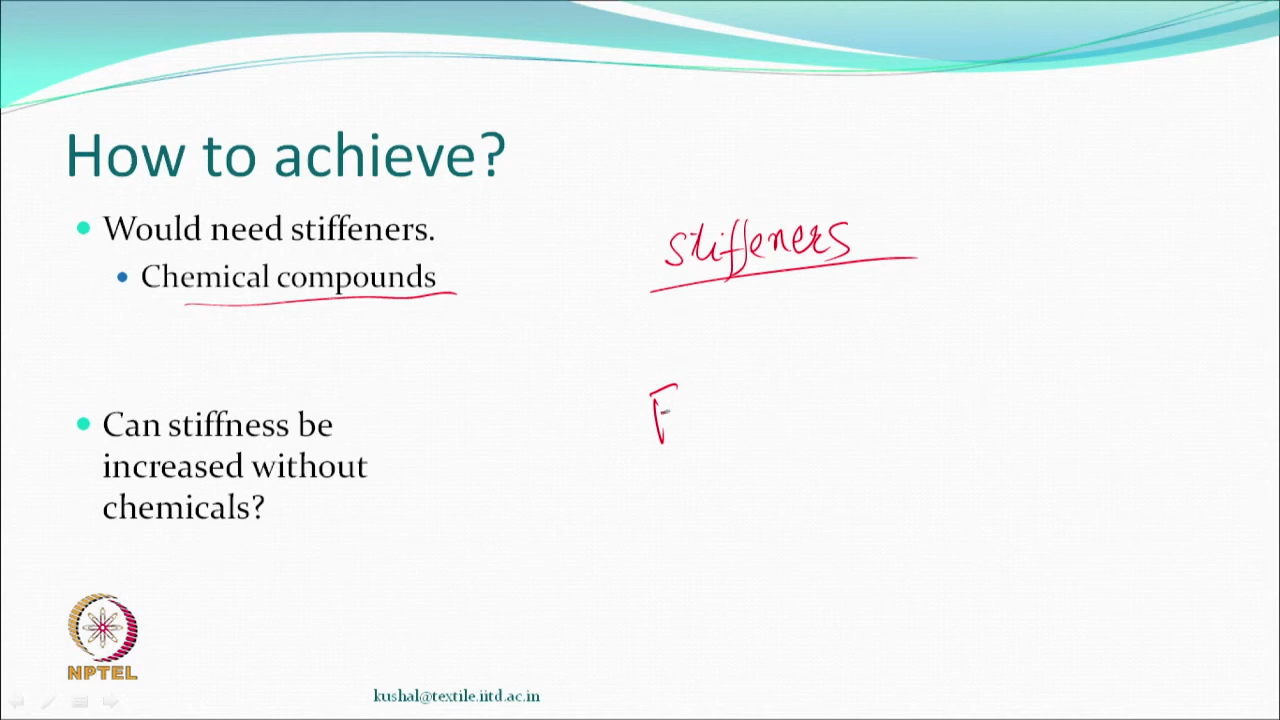 How to achieve?
Would need stiffeners.
Chemical compounds
stiffeners
F
Can stiffness be
increased without
chemicals?
NPTEL
kushal@textile.iitd.ac.in